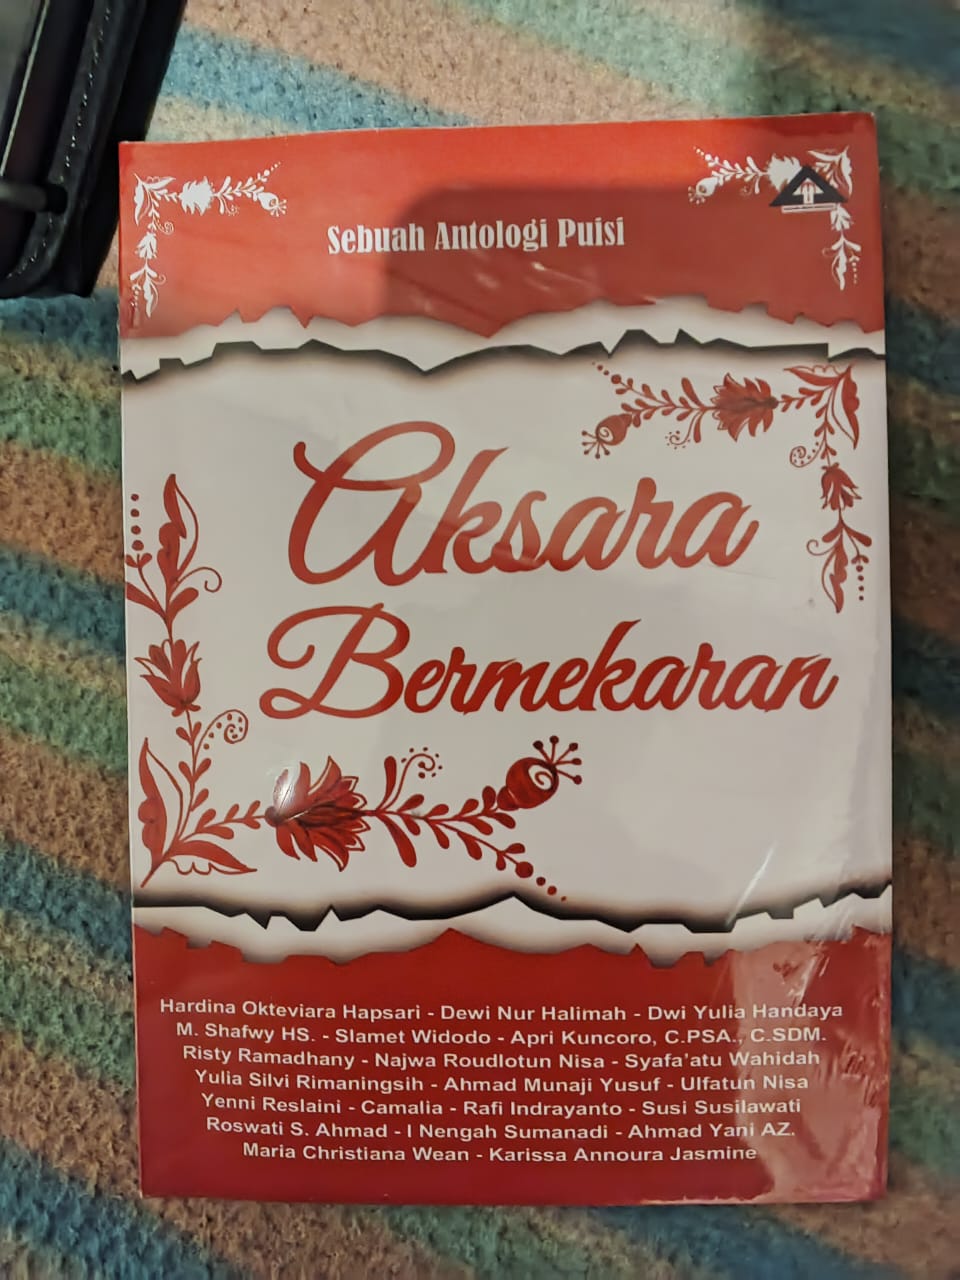 Sebuah Antologi Puisi
Aksara
Bermekaran
Hardina Okteviara Hapsari - Dewi Nur Halimah - Dwi Yulia Handaya
M. Shafwy HS. - Slamet Widodo - Apri Kuncoro, C.PSA., C.SDM.
Risty Ramadhany - Najwa Roudlotun Nisa - Syafa'atu Wahidah
Yulia Silvi Rimaningsih - Ahmad Munaji Yusuf - Ulfatun Nisa
Yenni Reslaini - Camalia - Rafi Indrayanto - Susi Susilawati
Roswati S. Ahmad - I Nengah Sumanadi - Ahmad Yani AZ.
Maria Christiana Wean - Karissa Annoura Jasmine